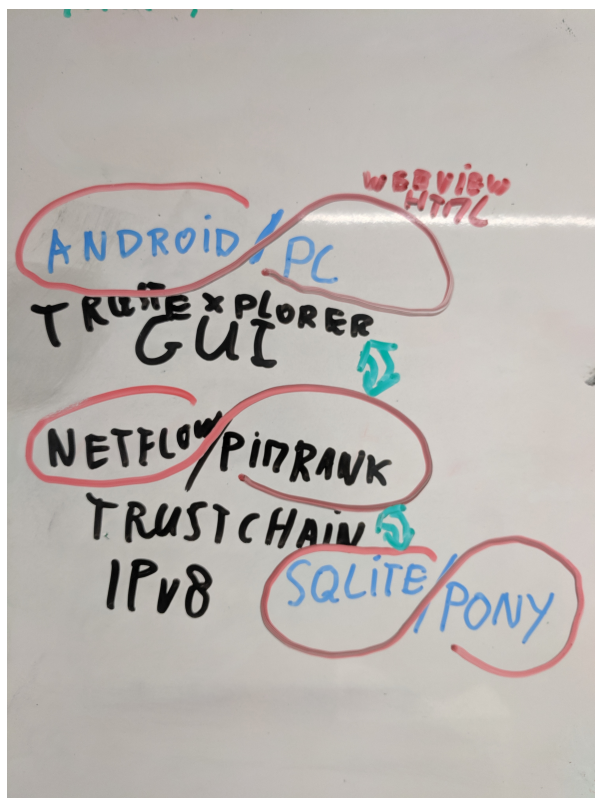 WEBVIEW
HTML
ANDROID/PC
TRUSTEXPLORER
GUI
NETFLOW/PIMRANK
TRUSTCHAIN
IPv8
SQLITE/PONY